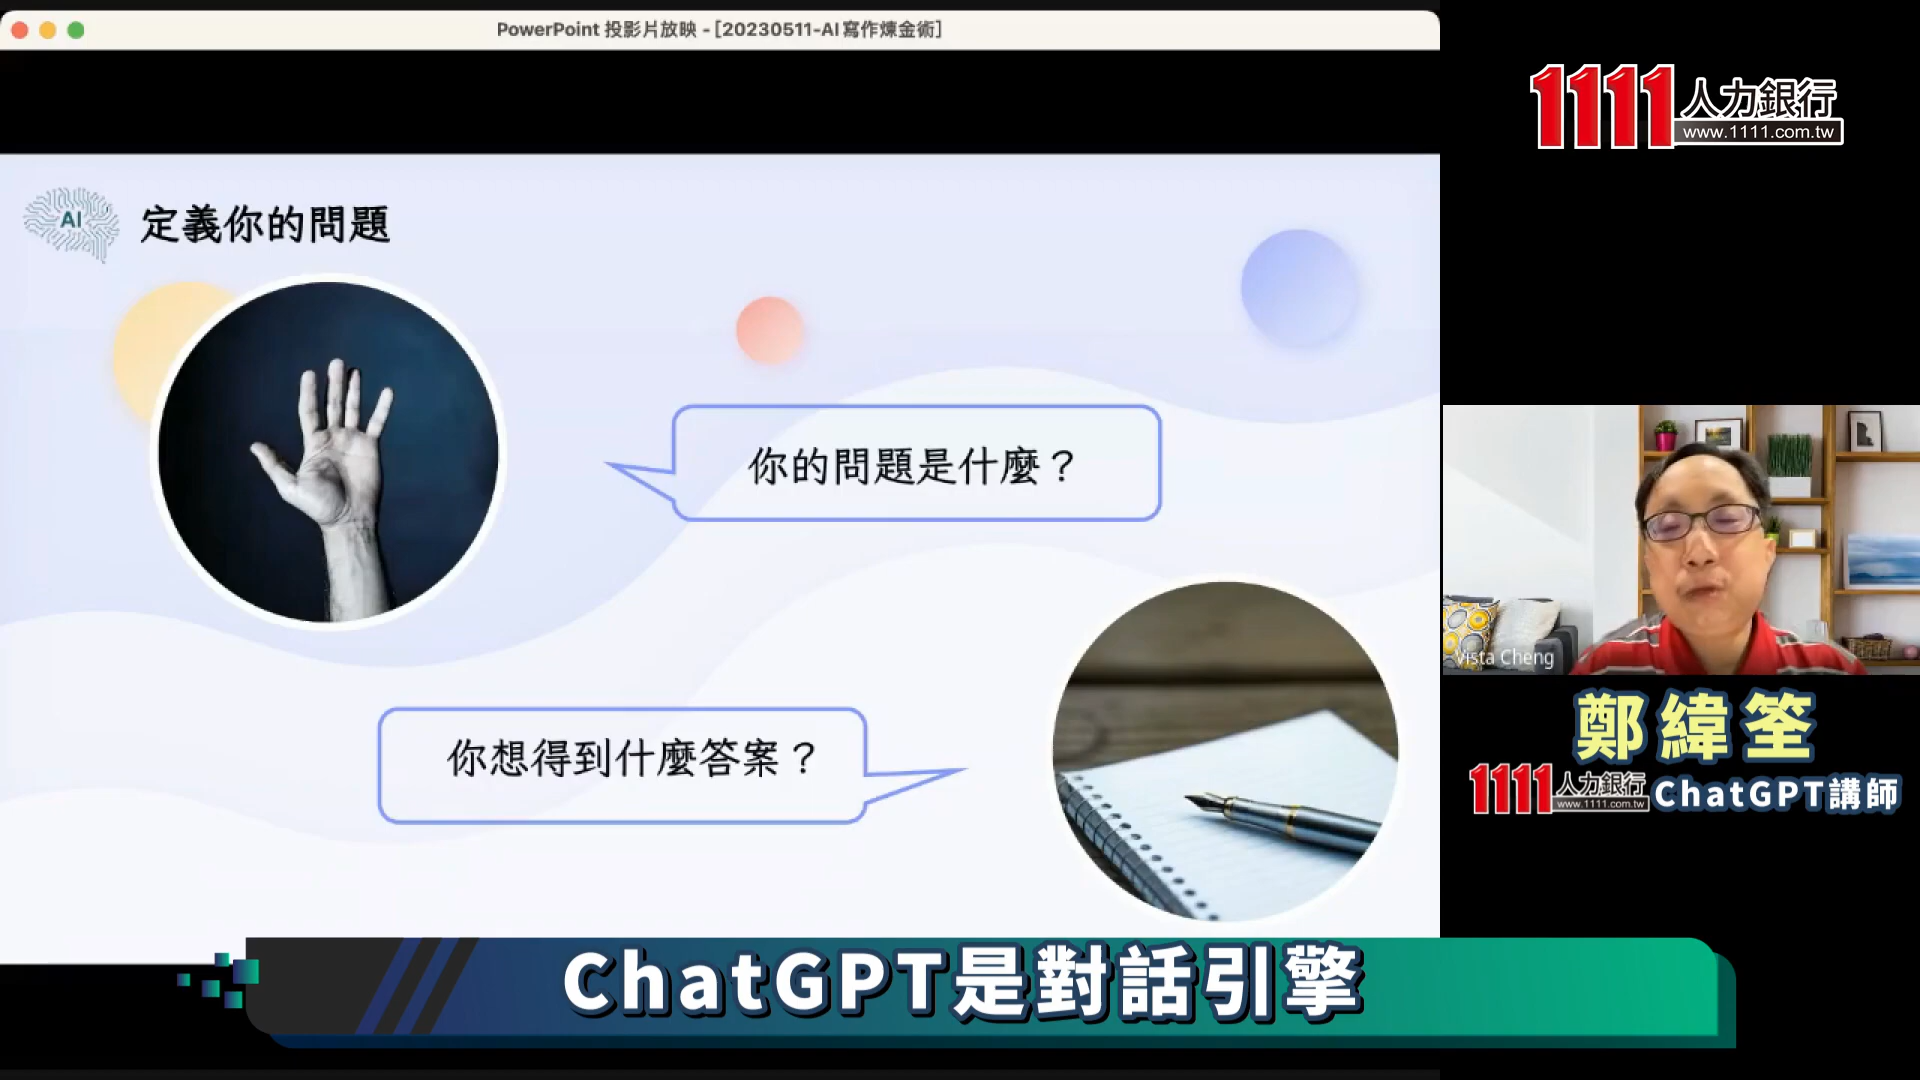 PowerPoint 投影片放映 - [20230511-AI寫作煉金術]
1111人力銀行
www.1111.com.tw
AI
定義你的問題
你的問題是什麼？
你想得到什麼答案？
Vista Cheng
鄭緯筌
1111人力銀行
www.1111.com.tw
ChatGPT講師
ChatGPT是對話引擎